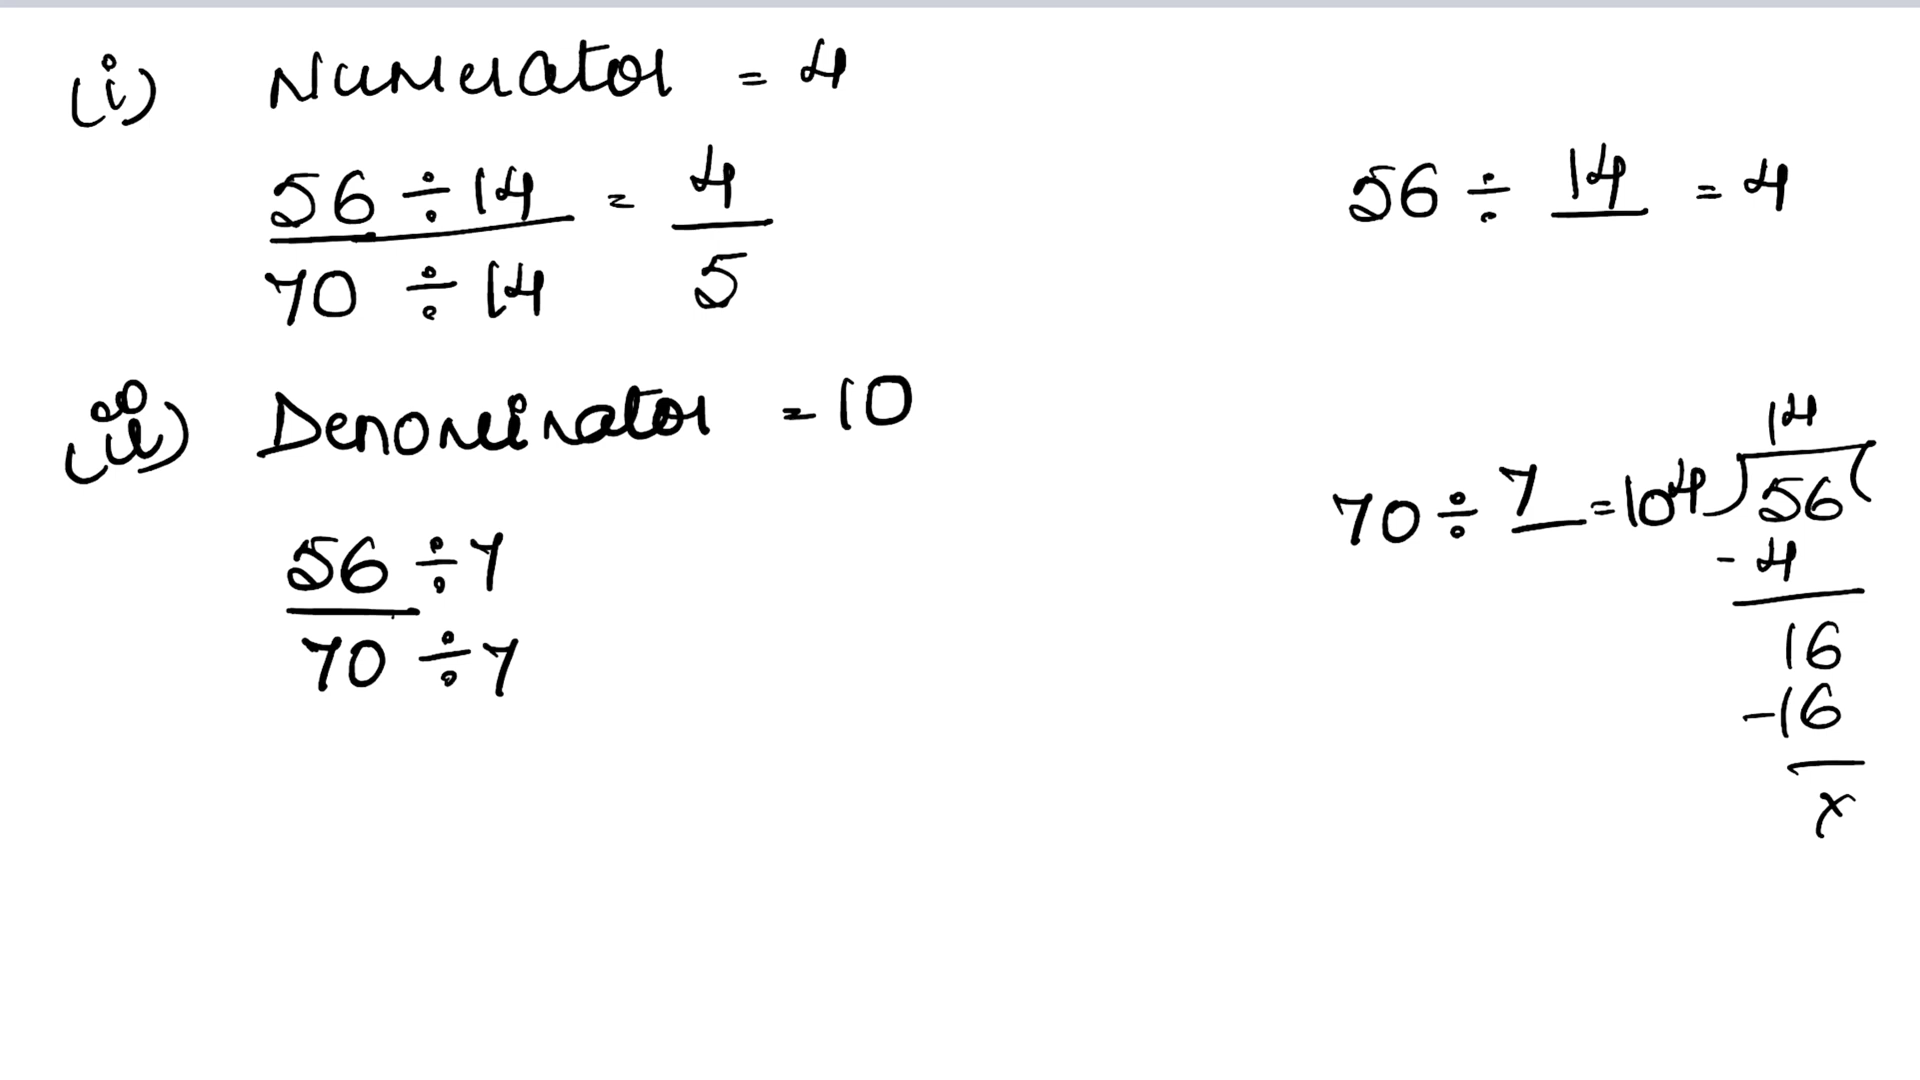 (i) Numerator = 4
56 ÷ 14 = 4
70 ÷ 14 5
56 ÷ 14 = 4
(ii) Denominator = 10
56 ÷ 7
70 ÷ 7
70 ÷ 7 = 10
14
4 ) 56 (
- 4
16
-16
x